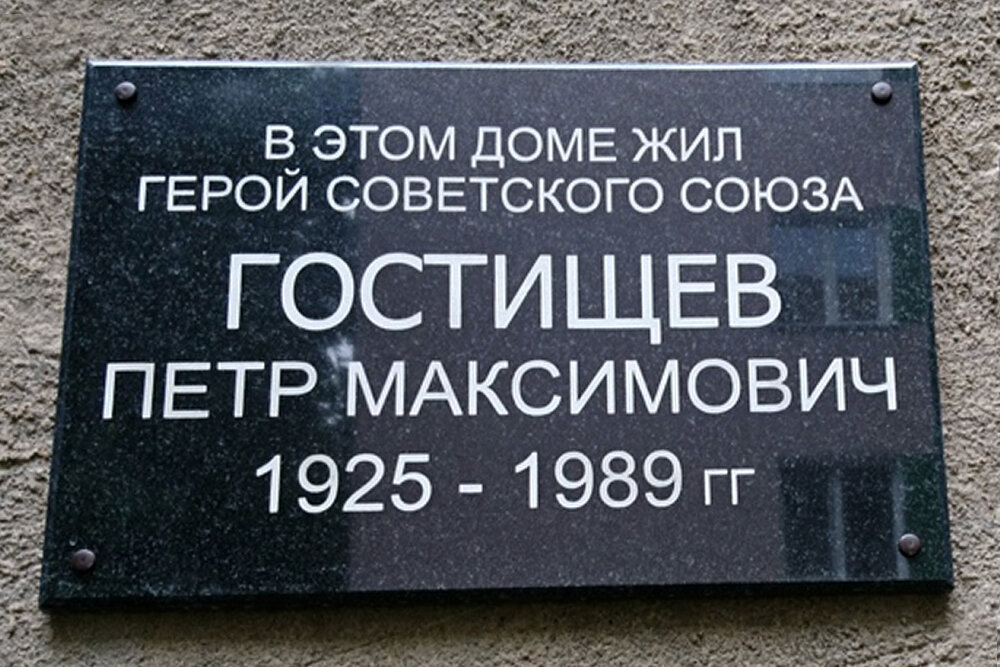 В ЭТОМ ДОМЕ ЖИЛ
ГЕРОЙ СОВЕТСКОГО СОЮЗА
ГОСТИЩЕВ
ПЕТР МАКСИМОВИЧ
1925 - 1989 гг